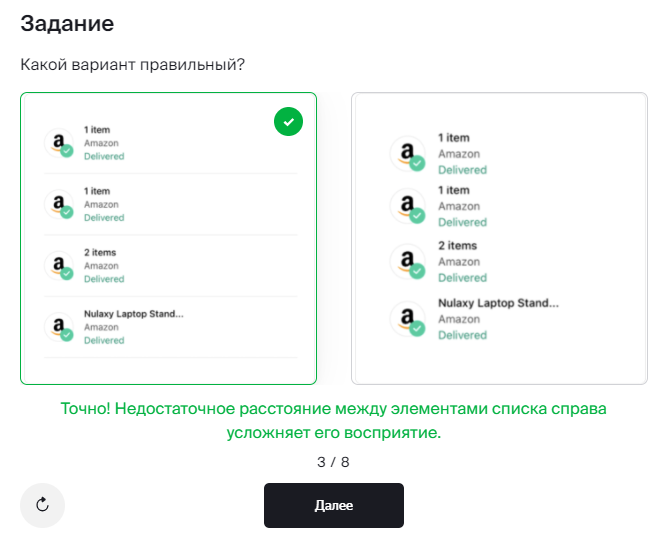 Задание
Какой вариант правильный?
1 item
Amazon
Delivered
1 item
Amazon
Delivered
2 items
Amazon
Delivered
Nulaxy Laptop Stand...
Amazon
Delivered
1 item
Amazon
Delivered
1 item
Amazon
Delivered
2 items
Amazon
Delivered
Nulaxy Laptop Stand...
Amazon
Delivered
Точно! Недостаточное расстояние между элементами списка справа
усложняет его восприятие.
3 / 8
Далее